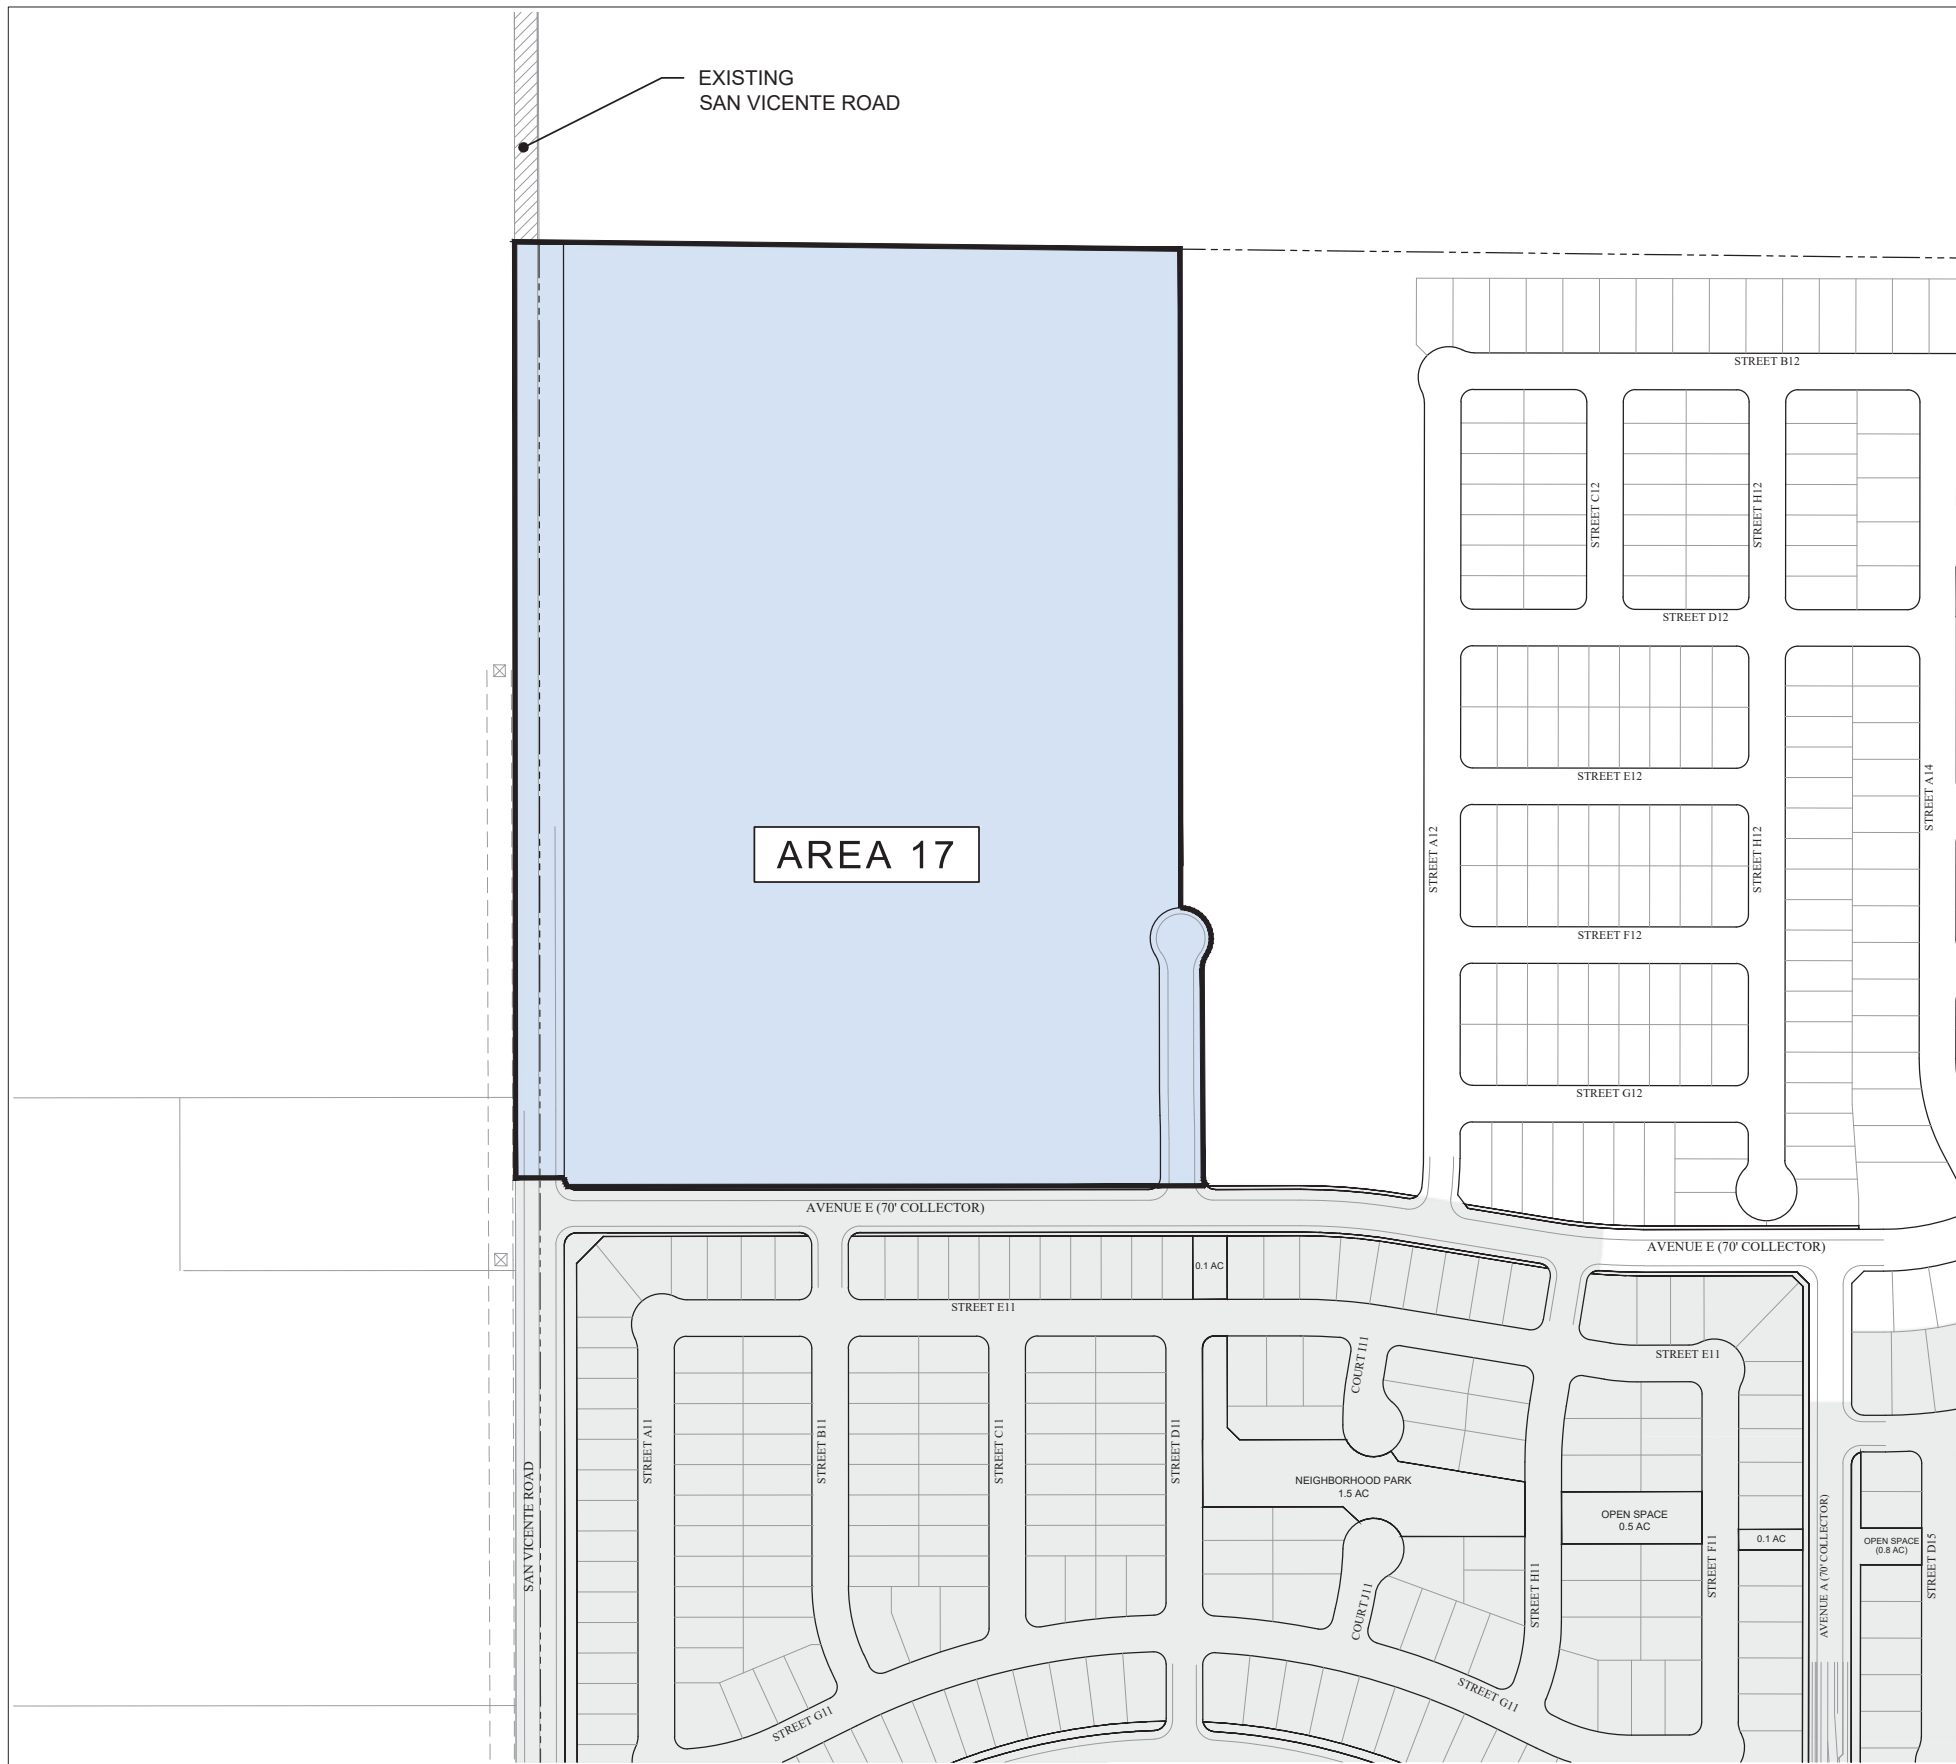 EXISTING
SAN VICENTE ROAD
STREET B12
STREET C12
STREET H12
STREET D12
STREET E12
STREET A14
AREA 17
STREET A12
STREET H12
STREET F12
STREET G12
AVENUE E (70' COLLECTOR)
AVENUE E (70' COLLECTOR)
0.1 AC
STREET E11
STREET E11
COURT I11
STREET A11
STREET B11
STREET C11
STREET D11
NEIGHBORHOOD PARK
1.5 AC
OPEN SPACE
0.5 AC
SAN VICENTE ROAD
0.1 AC
OPEN SPACE
(0.8 AC)
STREET F11
AVENUE A (70' COLLECTOR)
STREET D15
STREET H11
COURT J11
STREET G11
STREET G11